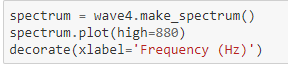 spectrum = wave4.make_spectrum()
spectrum.plot(high=880)
decorate(xlabel='Frequency (Hz)')